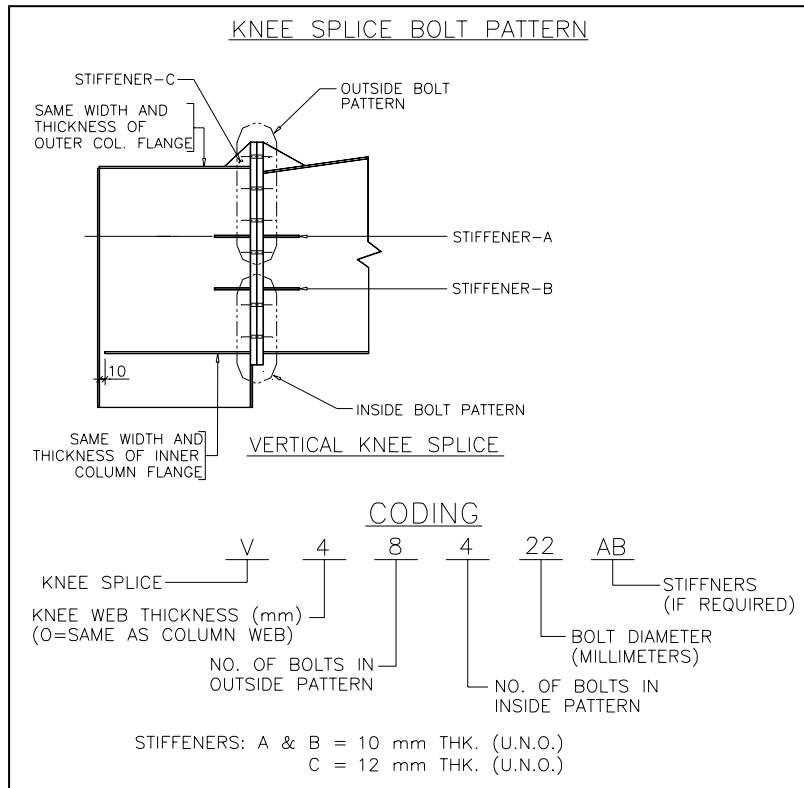 KNEE SPLICE BOLT PATTERN
STIFFENER-C
OUTSIDE BOLT
PATTERN
SAME WIDTH AND
THICKNESS OF
OUTER COL. FLANGE
STIFFENER-A
STIFFENER-B
10
INSIDE BOLT PATTERN
SAME WIDTH AND
THICKNESS OF INNER
COLUMN FLANGE
VERTICAL KNEE SPLICE
CODING
V 4 8 4 22 AB
KNEE SPLICE
STIFFNERS
(IF REQUIRED)
KNEE WEB THICKNESS (mm)
(0=SAME AS COLUMN WEB)
BOLT DIAMETER
(MILLIMETERS)
NO. OF BOLTS IN
OUTSIDE PATTERN
NO. OF BOLTS IN
INSIDE PATTERN
STIFFENERS: A & B = 10 mm THK. (U.N.O.)
C = 12 mm THK. (U.N.O.)